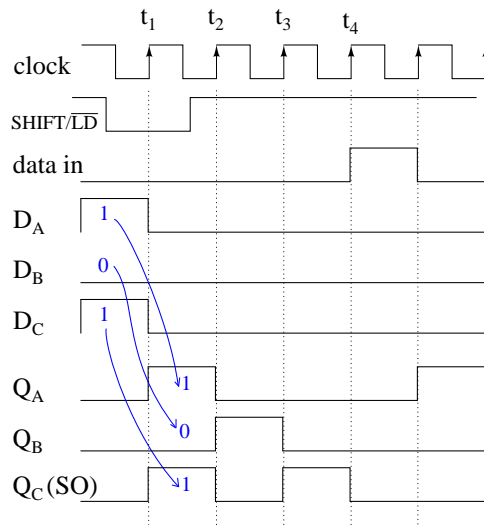 t1 t2 t3 t4
clock
SHIFT/L̅D̅
data in
DA 1
DB 0
DC 1
QA 1
QB 0
QC (SO) 1